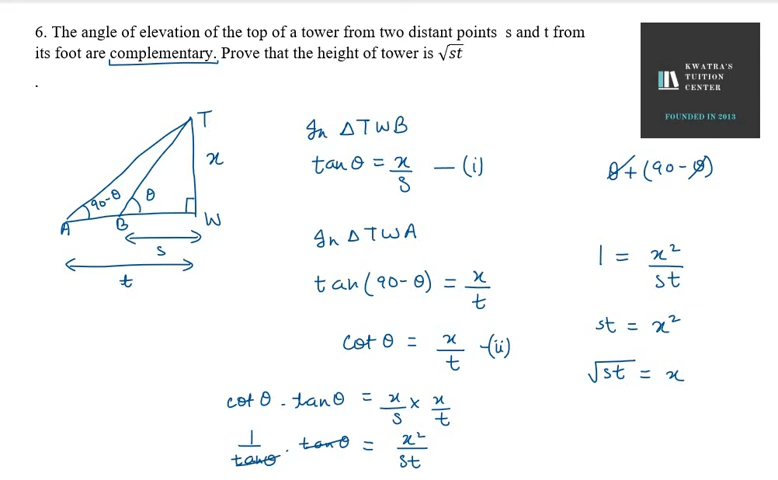 6. The angle of elevation of the top of a tower from two distant points s and t from
its foot are complementary. Prove that the height of tower is √st
.
KWATRA'S
TUITION
CENTER
FOUNDED IN 2013
T
x
90-θ
θ
A
B
W
s
t
In ΔTWB
tan θ = x/s — (i)
In ΔTWA
tan(90-θ) = x/t
cot θ = x/t -(ii)
cot θ . tan θ = x/s × x/t
1/tanθ . tanθ = x²/st
θ+(90-θ)
1 = x²/st
st = x²
√st = x